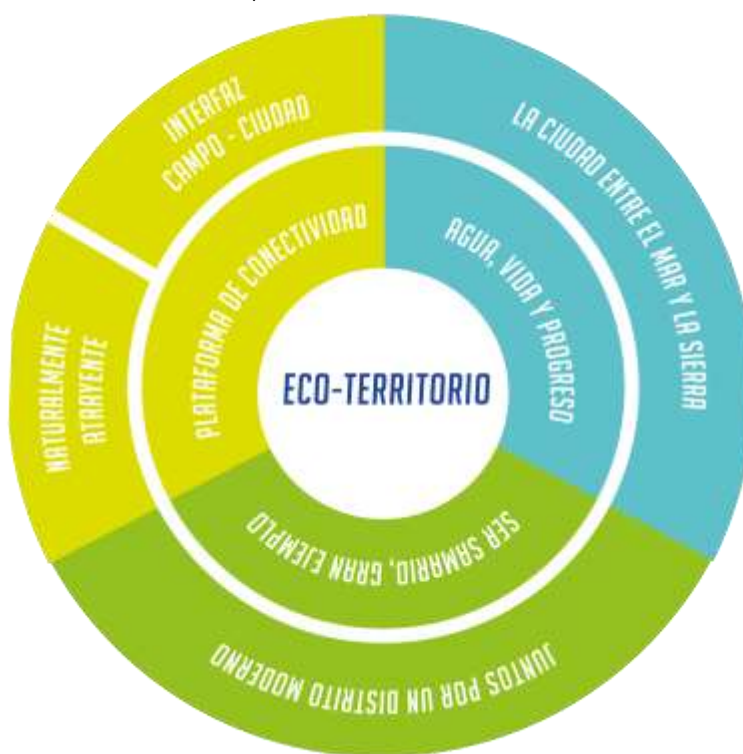 INTERFAZ
CAMPO - CIUDAD
LA CIUDAD ENTRE EL MAR Y LA SIERRA
PLATAFORMA DE CONECTIVIDAD
AGUA, VIDA Y PROGRESO
NATURALMENTE
ATRAYENTE
ECO-TERRITORIO
SER SAMARIO, GRAN EJEMPLO
JUNTOS POR UN DISTRITO MODERNO